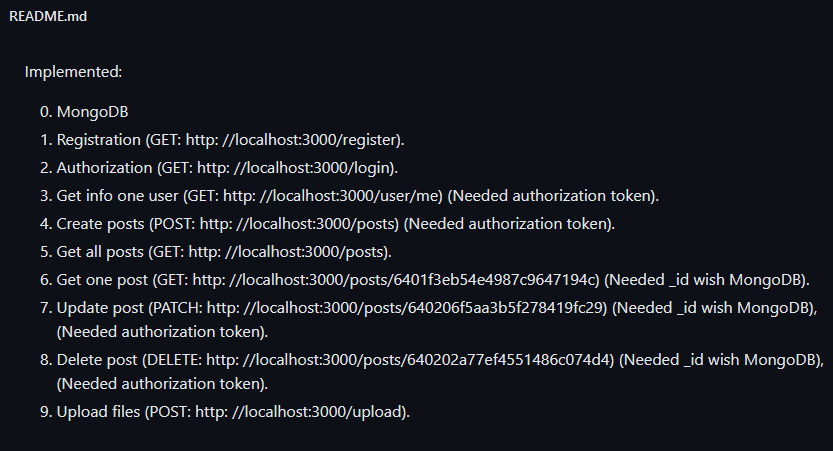 README.md
Implemented:
0. MongoDB
1. Registration (GET: http: //localhost:3000/register).
2. Authorization (GET: http: //localhost:3000/login).
3. Get info one user (GET: http: //localhost:3000/user/me) (Needed authorization token).
4. Create posts (POST: http: //localhost:3000/posts) (Needed authorization token).
5. Get all posts (GET: http: //localhost:3000/posts).
6. Get one post (GET: http: //localhost:3000/posts/6401f3eb54e4987c9647194c) (Needed _id wish MongoDB).
7. Update post (PATCH: http: //localhost:3000/posts/640206f5aa3b5f278419fc29) (Needed _id wish MongoDB),
(Needed authorization token).
8. Delete post (DELETE: http: //localhost:3000/posts/640202a77ef4551486c074d4) (Needed _id wish MongoDB),
(Needed authorization token).
9. Upload files (POST: http: //localhost:3000/upload).